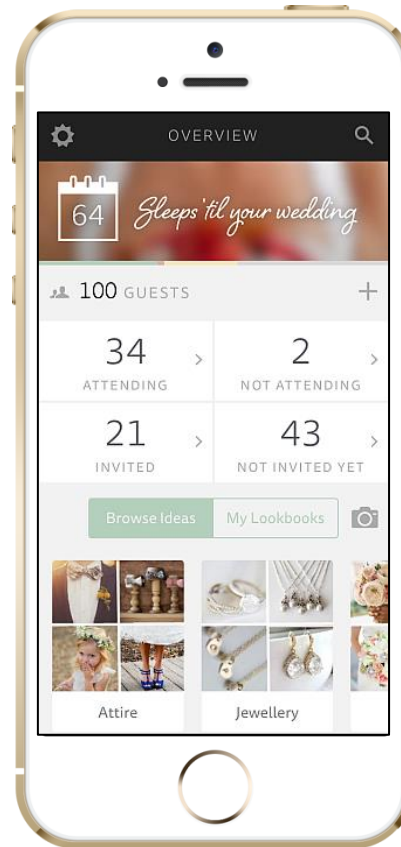 OVERVIEW
64 Sleeps 'til your wedding
100 GUESTS
34 2
ATTENDING NOT ATTENDING
21 43
INVITED NOT INVITED YET
Browse Ideas My Lookbooks
Attire Jewellery